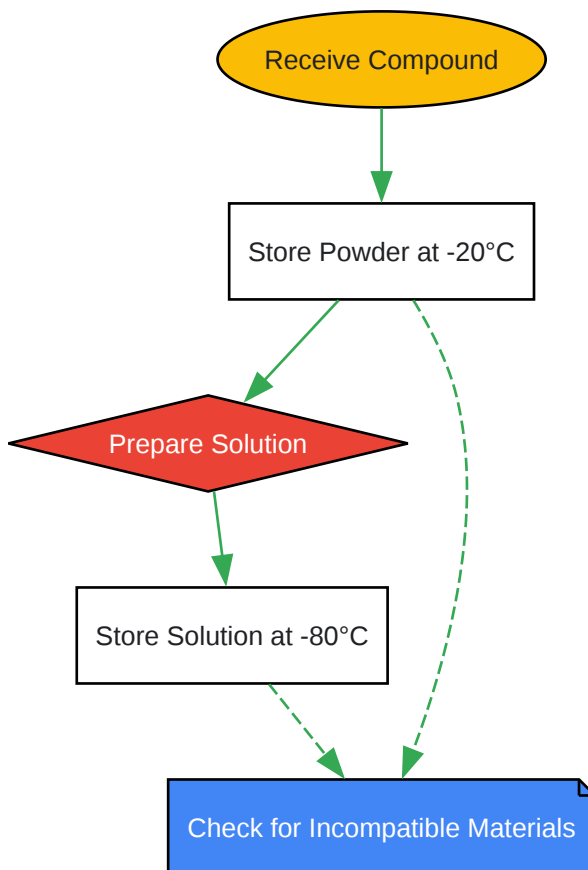 Receive Compound
Store Powder at -20°C
Prepare Solution
Store Solution at -80°C
Check for Incompatible Materials